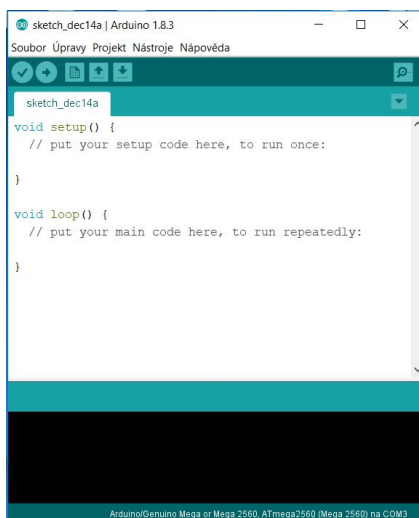 sketch_dec14a | Arduino 1.8.3
Soubor Úpravy Projekt Nástroje Nápověda
sketch_dec14a
void setup() {
  // put your setup code here, to run once:
}
void loop() {
  // put your main code here, to run repeatedly:
}
Arduino/Genuino Mega or Mega 2560, ATmega2560 (Mega 2560) na COM3